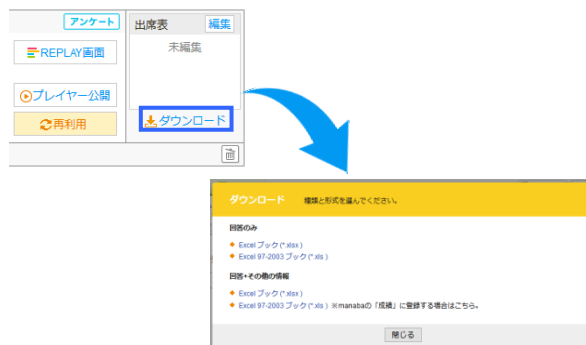 アンケート
出席表 編集
REPLAY画面
未編集
プレイヤー公開
再利用
ダウンロード
ダウンロード 種類と形式を選んでください。
回答のみ
Excel ブック (*.xlsx )
Excel 97-2003 ブック (*.xls )
回答+その他の情報
Excel ブック (*.xlsx )
Excel 97-2003 ブック (*.xls ) ※manabaの「成績」に登録する場合はこちら。
閉じる